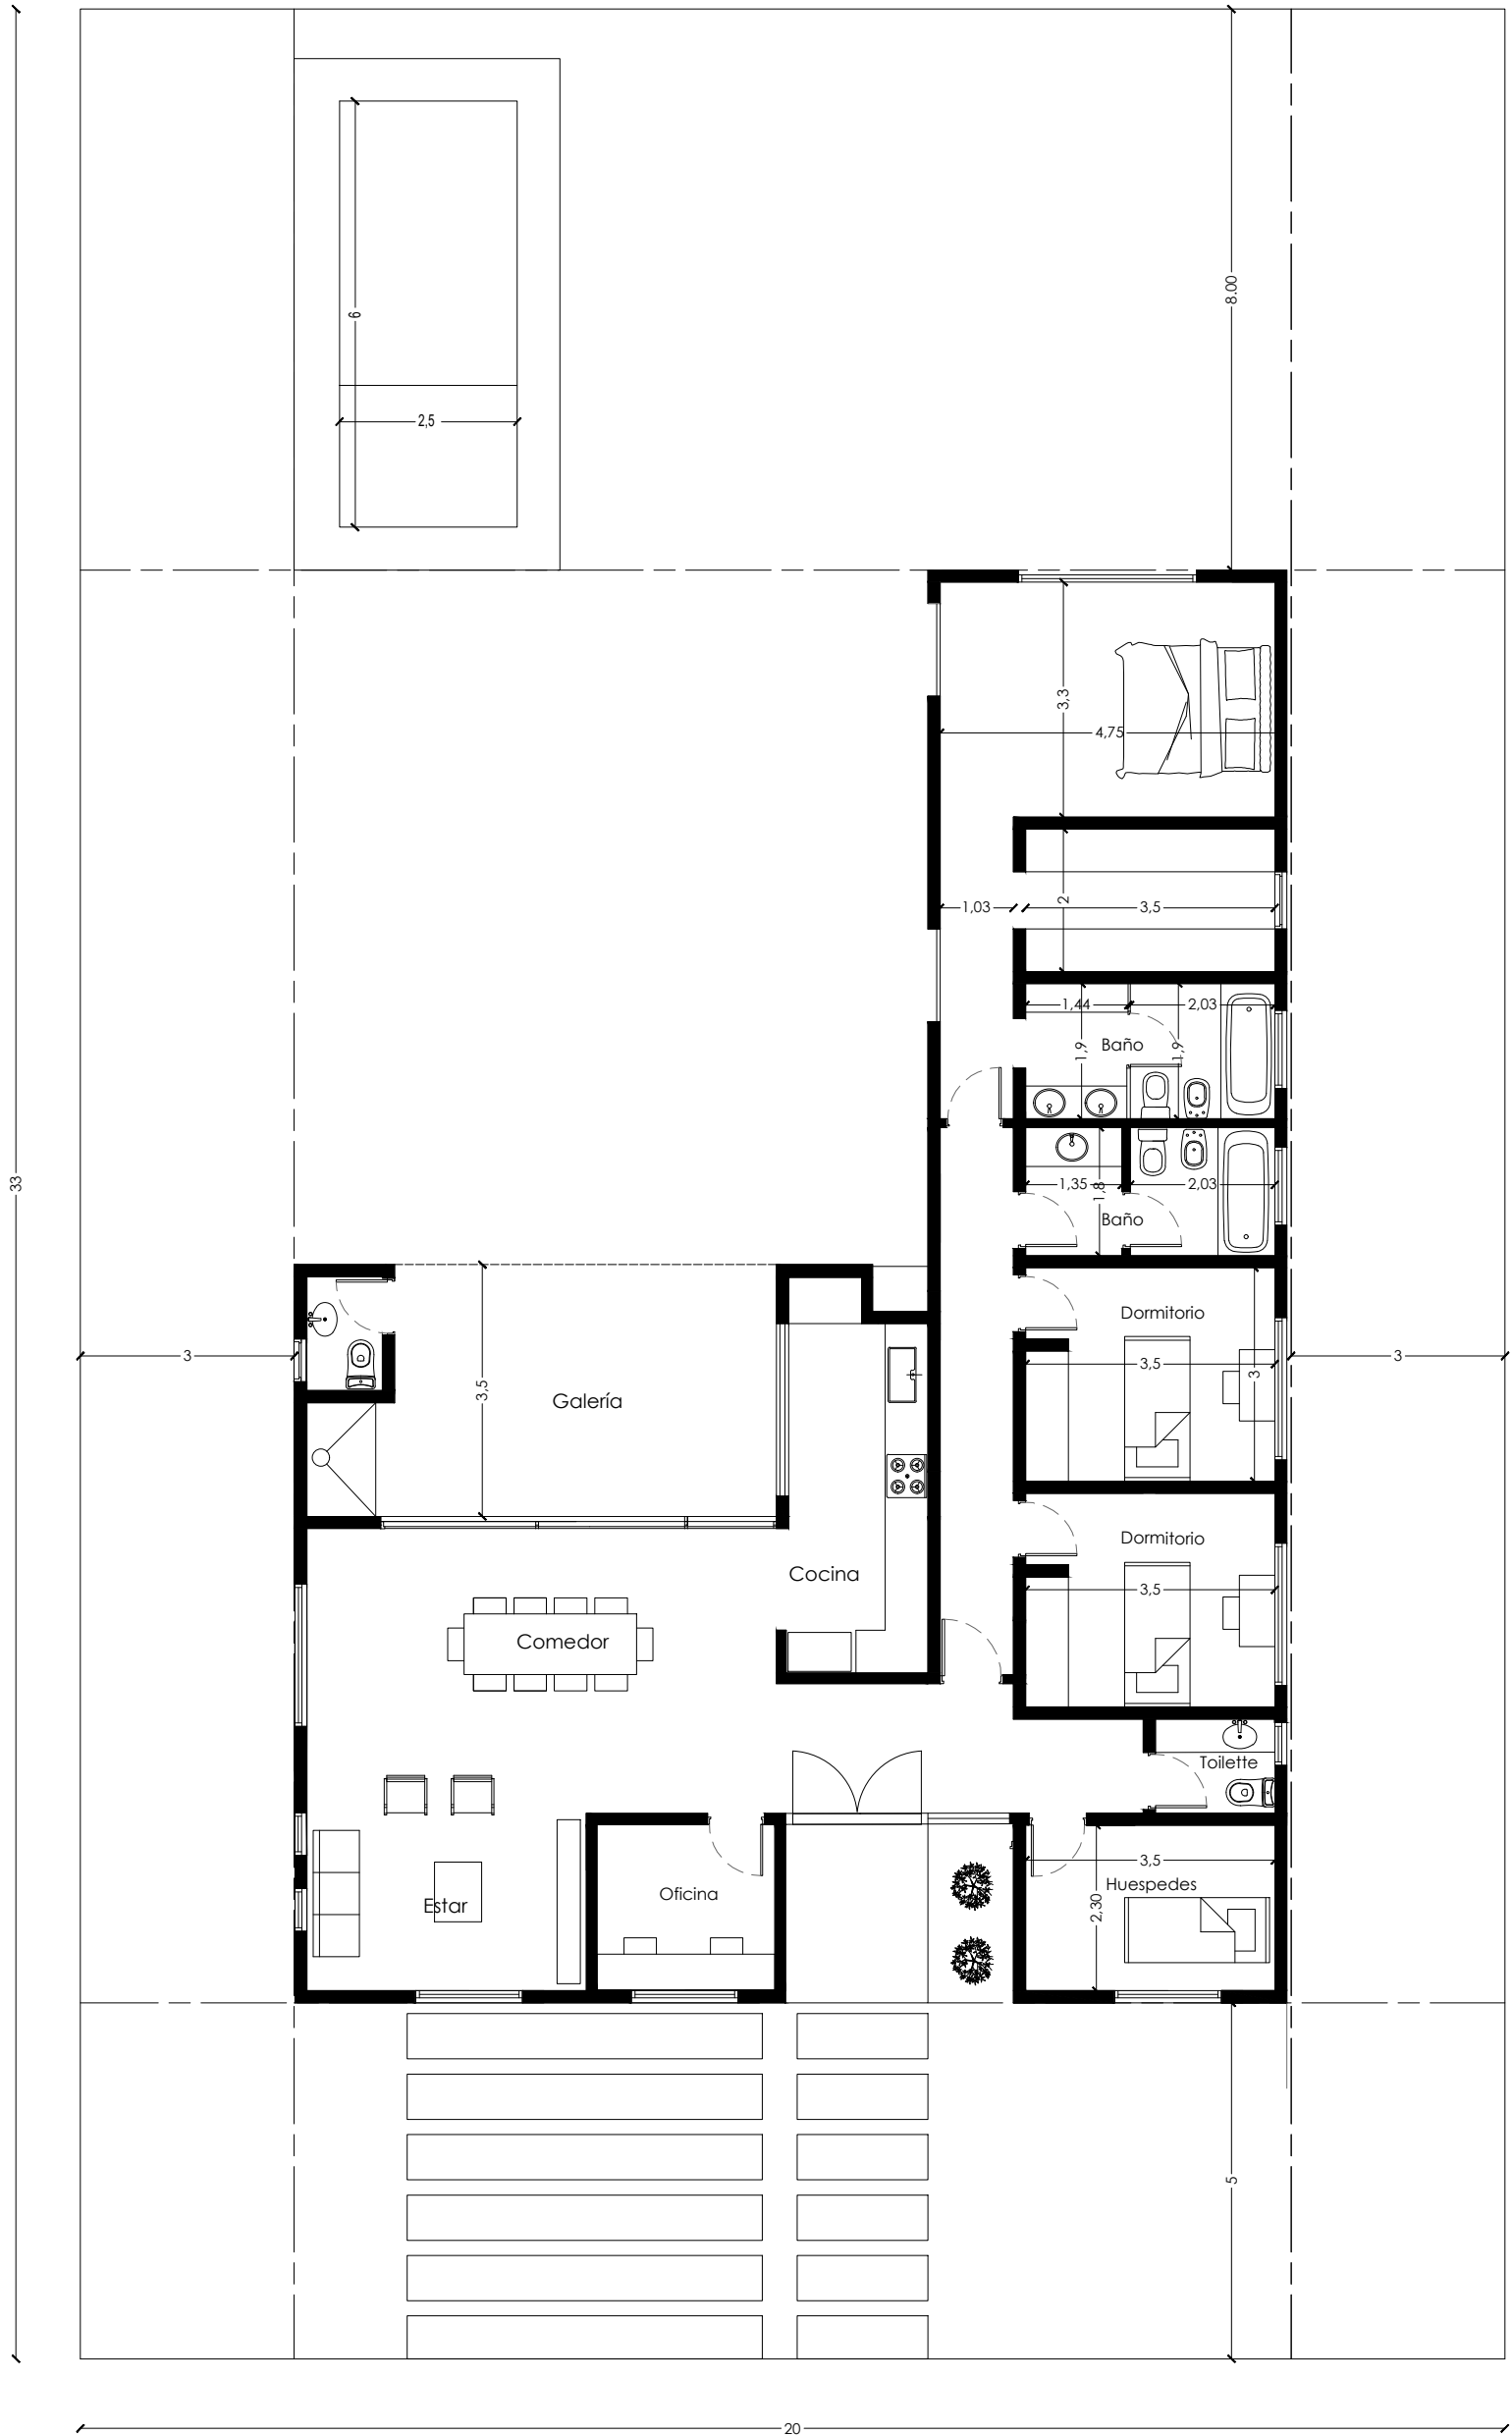 8.00
6
2,5
3,3
4,75
2
1,03
3,5
1,44
2,03
Baño
1,9
1,9
33
1,35
2,03
1,8
Baño
Dormitorio
3
3,5
3
3
3,5
Galería
Dormitorio
Cocina
3,5
Comedor
Toilette
3,5
Huespedes
Oficina
Estar
2,30
5
20